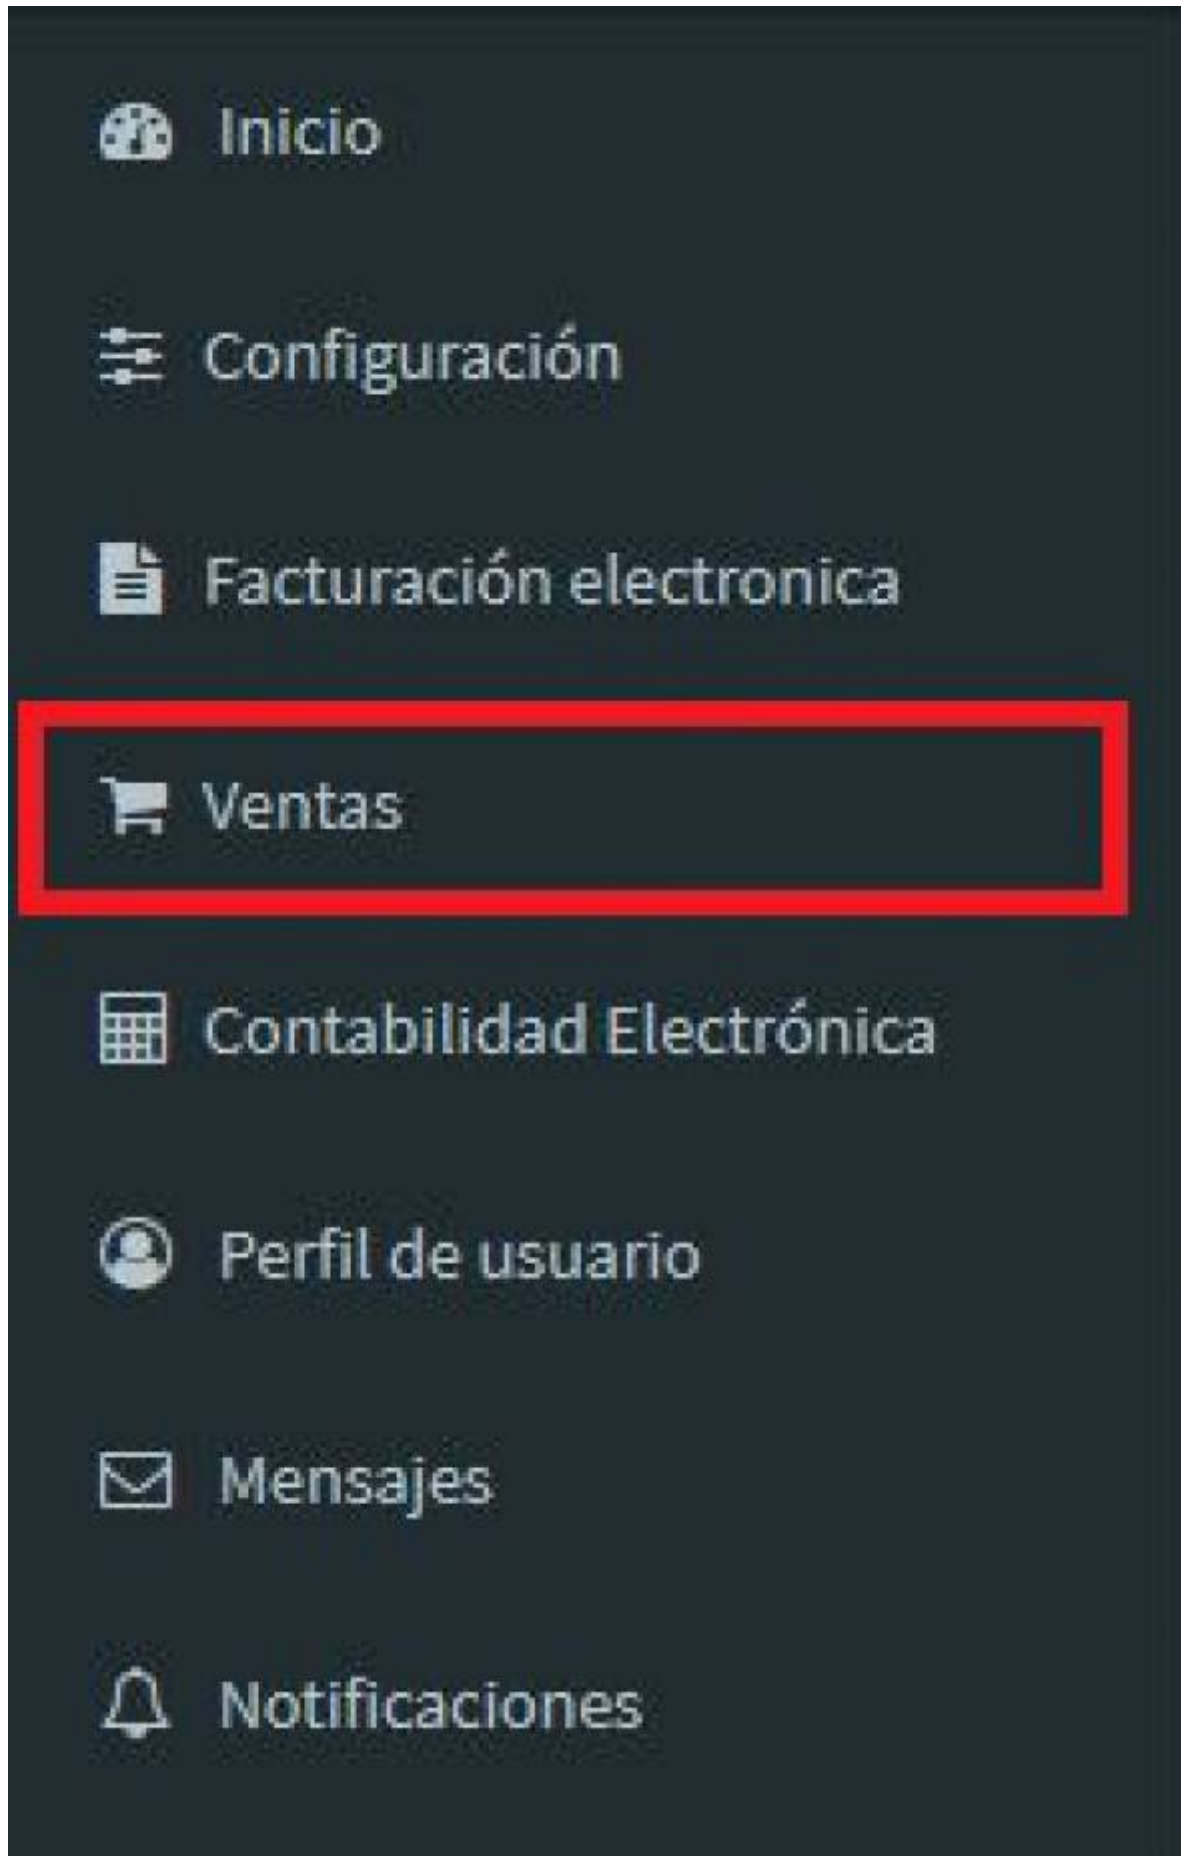 Inicio
Configuración
Facturación electronica
Ventas
Contabilidad Electrónica
Perfil de usuario
Mensajes
Notificaciones